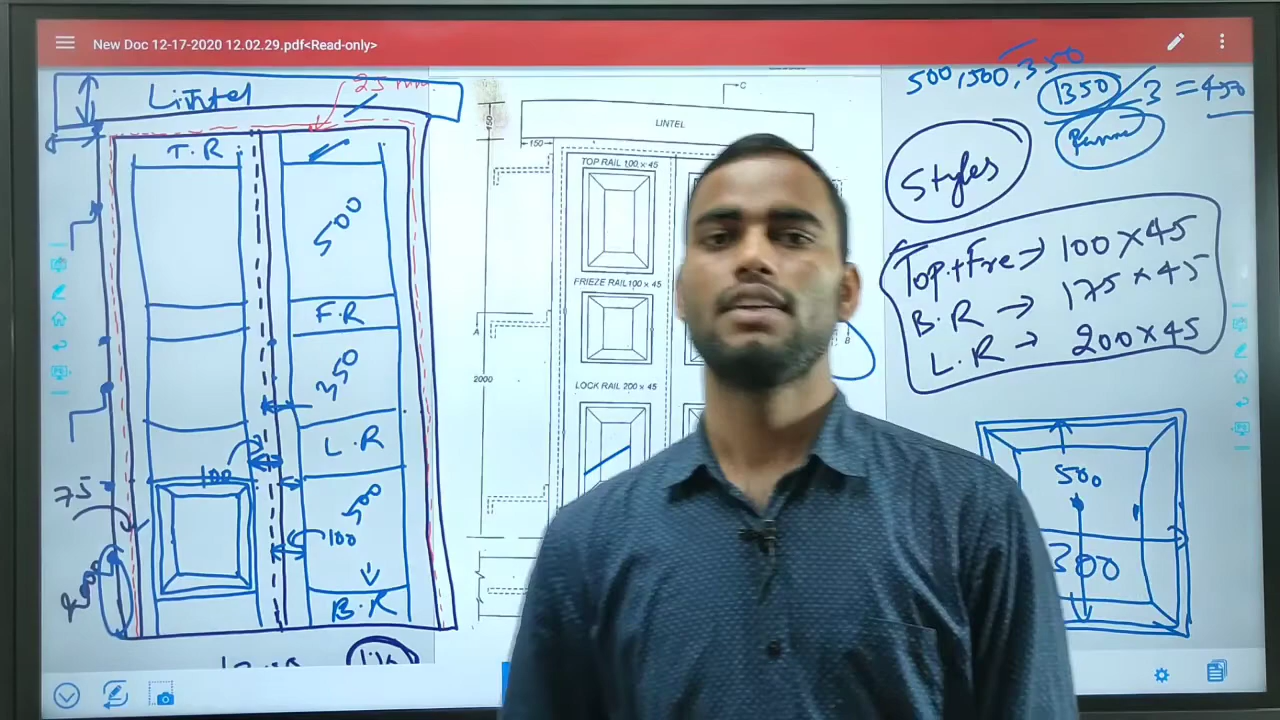 New Doc 12-17-2020 12.02.29.pdf<Read-only>
Lintel
25 mm
T.R
500
F.R
350
L.R
100
75
500
100
2000
B.R
C
150
LINTEL
150
TOP RAIL 100 x 45
FRIEZE RAIL 100 x 45
A
B
2000
LOCK RAIL 200 x 45
500, 500, 350
1350 / 3 = 450
Styles
Top + Fre → 100 x 45
B.R → 175 x 45
L.R → 200 x 45
500
300